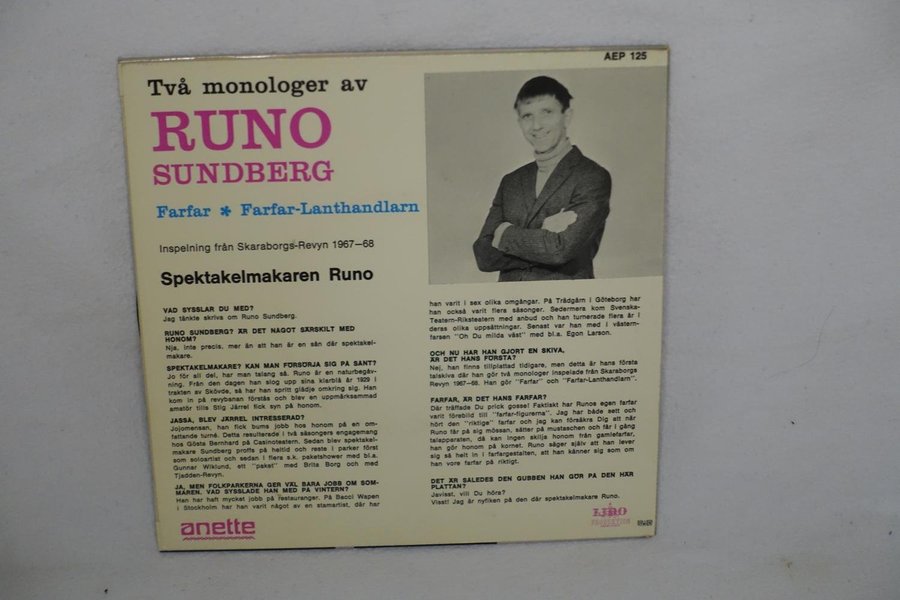 AEP 125
Två monologer av
RUNO
SUNDBERG
Farfar * Farfar-Lanthandlarn
Inspelning från Skaraborgs-Revyn 1967—68
Spektakelmakaren Runo
VAD SYSSLAR DU MED?
Jag tänkte skriva om Runo Sundberg.
RUNO SUNDBERG? ÄR DET NÅGOT SÄRSKILT MED
HONOM?
Nja, inte precis, mer än att han är en sån där spektakel-
makare.
SPEKTAKELMAKARE? KAN MAN FÖRSÖRJA SIG PÅ SÅNT?
Jo för all del, har man talang så. Runo är en naturbegåv-
ning. Från den dagen han slog upp sina klarblå år 1929 i
trakten av Skövde, så har han spritt glädje omkring sig. Han
kom in på revybanan förstås och blev en uppmärksammad
amatör tills Stig Järrel fick syn på honom.
JASSÅ, BLEV JÄRREL INTRESSERAD?
Jojomensan, han fick bums jobb hos honom på en om-
fattande turné. Detta resulterade i två säsongers engagemang
hos Gösta Bernhard på Casinoteatern. Sedan blev spektakel-
makare Sundberg proffs på heltid och reste i parker först
som soloartist och sedan i flera s.k. paketshower med bl.a.
Gunnar Wiklund, ett "paket" med Brita Borg och med
Tjadden-Revyn.
JA, MEN FOLKPARKERNA GER VÄL BARA JOBB OM SOM-
MAREN. VAD SYSSLADE HAN MED PÅ VINTERN?
Han har haft mycket jobb på restauranger. På Bacci Wapen
i Stockholm har han varit något av en stamartist, där har
han varit i sex olika omgångar. På Trädgårn i Göteborg har
han också varit flera säsonger. Sedermera kom Svenska-
Teatern-Riksteatern med anbud och han turnerade flera år i
deras olika uppsättningar. Senast var han med i västern-
farsen "Oh Du milda väst" med bl.a. Egon Larson.
OCH NU HAR HAN GJORT EN SKIVA,
ÄR DET HANS FÖRSTA?
Nej, han finns tillplattad tidigare, men detta är hans första
talskiva där han gör två monologer inspelade från Skaraborgs
Revyn 1967-68. Han gör "Farfar" och "Farfar-Lanthandlarn".
FARFAR, ÄR DET HANS FARFAR?
Där träffade Du prick gosse! Faktiskt har Runos egen farfar
varit förebild till "farfar-figurerna". Jag har både sett och
hört den "riktige" farfar och jag kan försäkra Dig att när
Runo får på sig mössan, sätter på mustaschen och får i gång
talapparaten, då kan ingen skilja honom från gamlefarfar,
han gör honom på kornet. Runo säger själv att han lever
sig så helt in i farfargestalten, att han känner sig som om
han vore farfar på riktigt.
DET ÄR SÅLEDES DEN GUBBEN HAN GÖR PÅ DEN HÄR
PLATTAN?
Javisst, vill Du höra?
Visst! Jag är nyfiken på den där spektakelmakare Runo.
anette
PRODUKTION